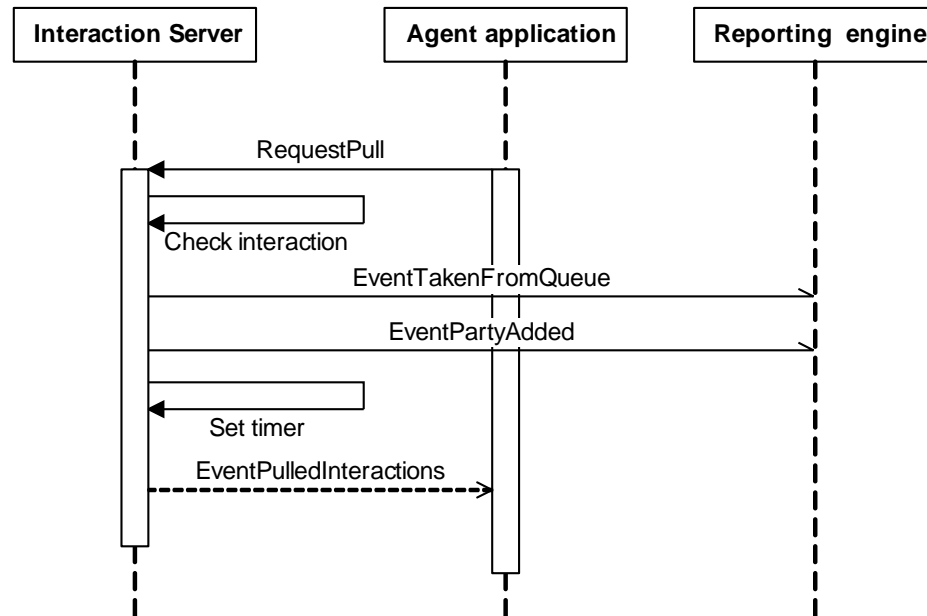 Interaction Server
Agent application
Reporting engine
RequestPull
Check interaction
EventTakenFromQueue
EventPartyAdded
Set timer
EventPulledInteractions